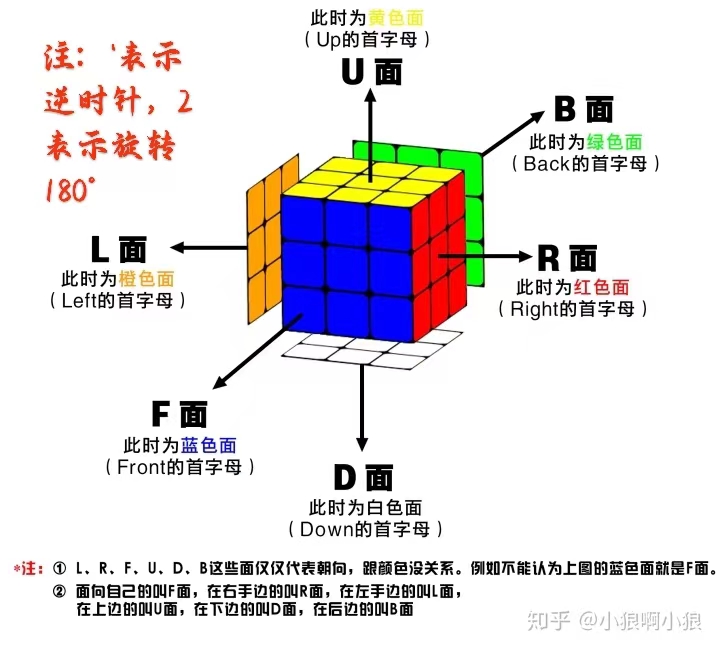 此时为黄色面
（Up的首字母）
U 面
注：'表示
逆时针，2
表示旋转
180°
B 面
此时为绿色面
（Back的首字母）
L 面
此时为橙色面
（Left的首字母）
R 面
此时为红色面
（Right的首字母）
F 面
此时为蓝色面
（Front的首字母）
D 面
此时为白色面
（Down的首字母）
*注：① L、R、F、U、D、B这些面仅仅代表朝向，跟颜色没关系。例如不能认为上图的蓝色面就是F面。
② 面向自己的叫F面，在右手边的叫R面，在左手边的叫L面，
在上边的叫U面，在下边的叫D面，在后边的叫B面
知乎 @小狼啊小狼